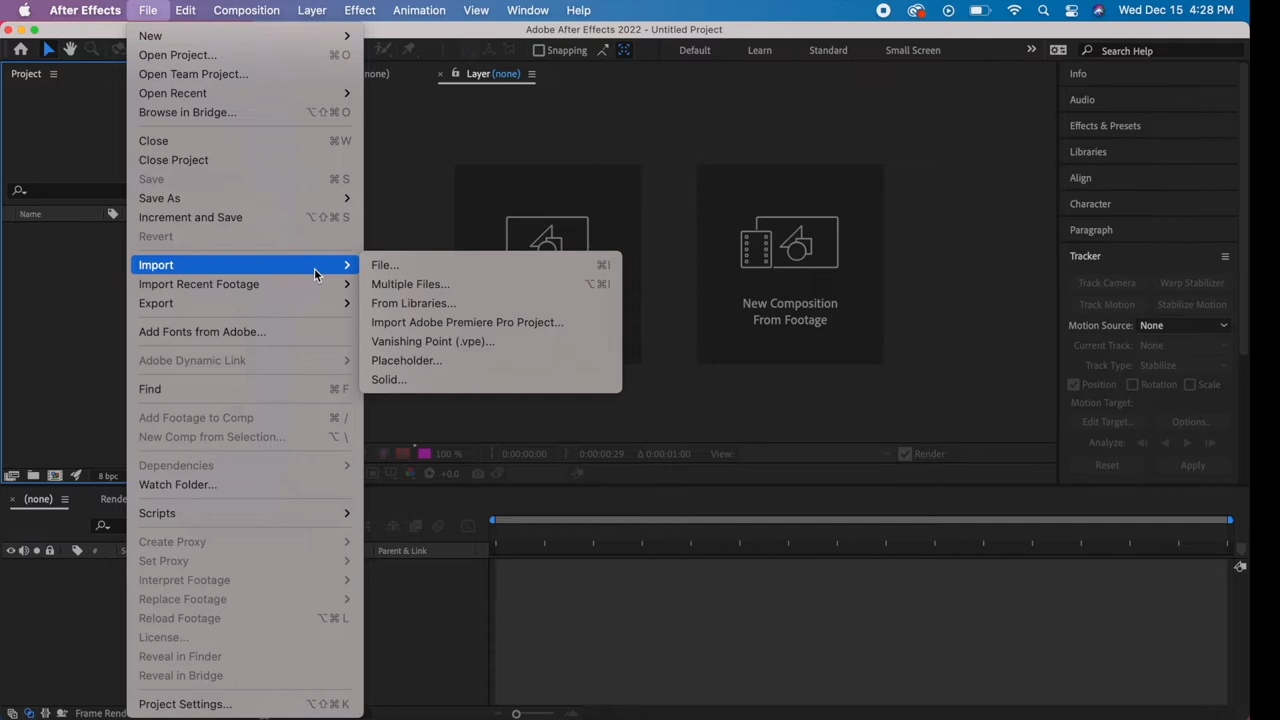 After Effects File Edit Composition Layer Effect Animation View Window Help Wed Dec 15 4:28 PM
Adobe After Effects 2022 - Untitled Project
Snapping Default Learn Standard Small Screen » Search Help
Project
none)
Layer (none)
Name
New
Open Project... ⌘ O
Open Team Project...
Open Recent
Browse in Bridge... ⌥⇧⌘ O
Close ⌘ W
Close Project
Save ⌘ S
Save As
Increment and Save ⌥⇧⌘ S
Revert
Import
Import Recent Footage
Export
Add Fonts from Adobe...
Adobe Dynamic Link
Find ⌘ F
Add Footage to Comp ⌘ /
New Comp from Selection... ⌥ \
Dependencies
Watch Folder...
Scripts
Create Proxy
Set Proxy
Interpret Footage
Replace Footage
Reload Footage ⌥⌘ L
License...
Reveal in Finder
Reveal in Bridge
Project Settings... ⌥⇧⌘ K
File... ⌘I
Multiple Files... ⌥⌘I
From Libraries...
Import Adobe Premiere Pro Project...
Vanishing Point (.vpe)...
Placeholder...
Solid...
New Composition
From Footage
Info
Audio
Effects & Presets
Libraries
Align
Character
Paragraph
Tracker
Track Camera Warp Stabilizer
Track Motion Stabilize Motion
Motion Source: None
Current Track: None
Track Type: Stabilize
Position Rotation Scale
Motion Target:
Edit Target... Options...
Analyze:
Reset Apply
100 % 0:00:00:00 0:00:00:29 Δ 0:00:01:00 View: Render
8 bpc +0.0
(none) Rende
# S Parent & Link
Frame Ren